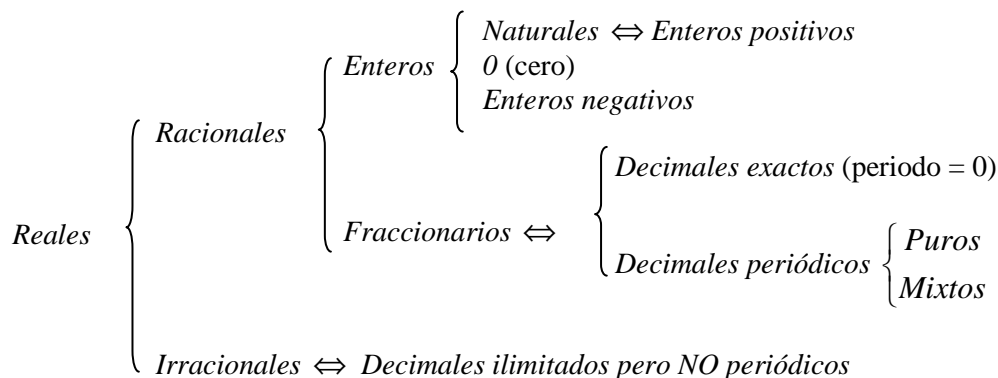 Naturales ⇔ Enteros positivos
Enteros
0 (cero)
Enteros negativos
Racionales
Decimales exactos (periodo = 0)
Reales
Fraccionarios ⇔
Puros
Decimales periódicos
Mixtos
Irracionales ⇔ Decimales ilimitados pero NO periódicos